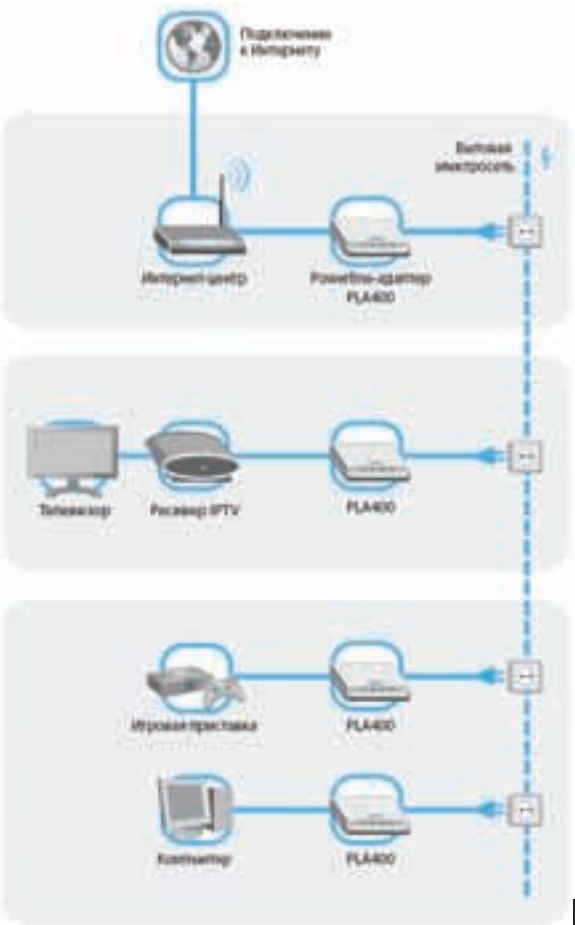 Подключение
к Интернету
Бытовая
электросеть
Интернет-центр
Powerline-адаптер
PLA400
Телевизор
Ресивер IPTV
PLA400
Игровая приставка
PLA400
Компьютер
PLA400